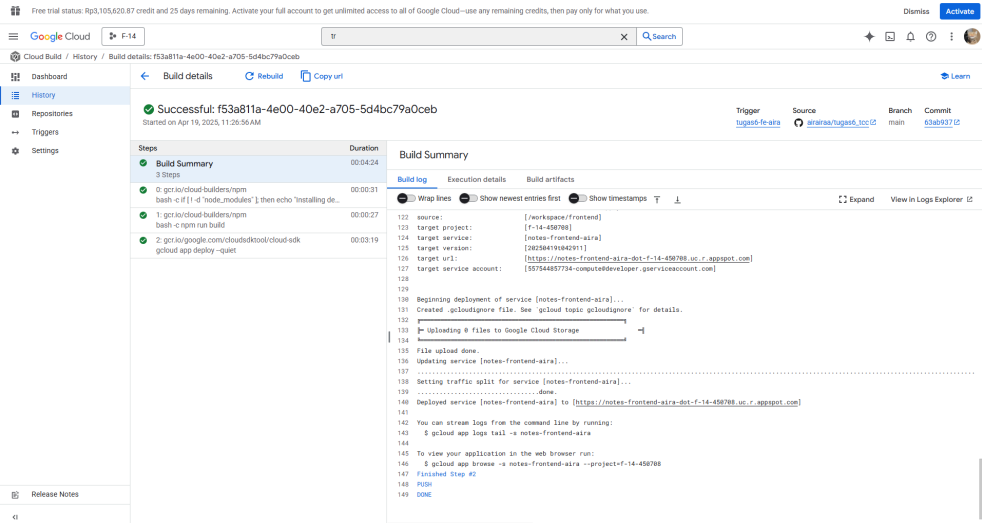 Free trial status: Rp3,105,620.87 credit and 25 days remaining. Activate your full account to get unlimited access to all of Google Cloud—use any remaining credits, then pay only for what you use.
Dismiss
Activate
Google Cloud
F-14
tr
Search
Cloud Build / History / Build details: f53a811a-4e00-40e2-a705-5d4bc79a0ceb
Dashboard
History
Repositories
Triggers
Settings
Release Notes
Build details
Rebuild
Copy url
Learn
Successful: f53a811a-4e00-40e2-a705-5d4bc79a0ceb
Started on Apr 19, 2025, 11:26:56 AM
Trigger
tugas6-fe-aira
Source
airairaa/tugas6_tcc
Branch
main
Commit
63ab937
Steps Duration
Build Summary 00:04:24
3 Steps
0: gcr.io/cloud-builders/npm 00:00:31
bash -c if [ ! -d "node_modules" ]; then echo "Installing de...
1: gcr.io/cloud-builders/npm 00:00:27
bash -c npm run build
2: gcr.io/google.com/cloudsdktool/cloud-sdk 00:03:19
gcloud app deploy --quiet
Build Summary
Build log
Execution details
Build artifacts
Wrap lines
Show newest entries first
Show timestamps
Expand
View in Logs Explorer
122 source: [/workspace/frontend]
123 target project: [f-14-450708]
124 target service: [notes-frontend-aira]
125 target version: [20250419t042911]
126 target url: [https://notes-frontend-aira-dot-f-14-450708.uc.r.appspot.com]
127 target service account: [557544857734-compute@developer.gserviceaccount.com]
128
129
130 Beginning deployment of service [notes-frontend-aira]...
131 Created .gcloudignore file. See `gcloud topic gcloudignore` for details.
132
133 Uploading 0 files to Google Cloud Storage
134
135 File upload done.
136 Updating service [notes-frontend-aira]...
137
138 Setting traffic split for service [notes-frontend-aira]...
139 ...............................done.
140 Deployed service [notes-frontend-aira] to [https://notes-frontend-aira-dot-f-14-450708.uc.r.appspot.com]
141
142 You can stream logs from the command line by running:
143 $ gcloud app logs tail -s notes-frontend-aira
144
145 To view your application in the web browser run:
146 $ gcloud app browse -s notes-frontend-aira --project=f-14-450708
147 Finished Step #2
148 PUSH
149 DONE